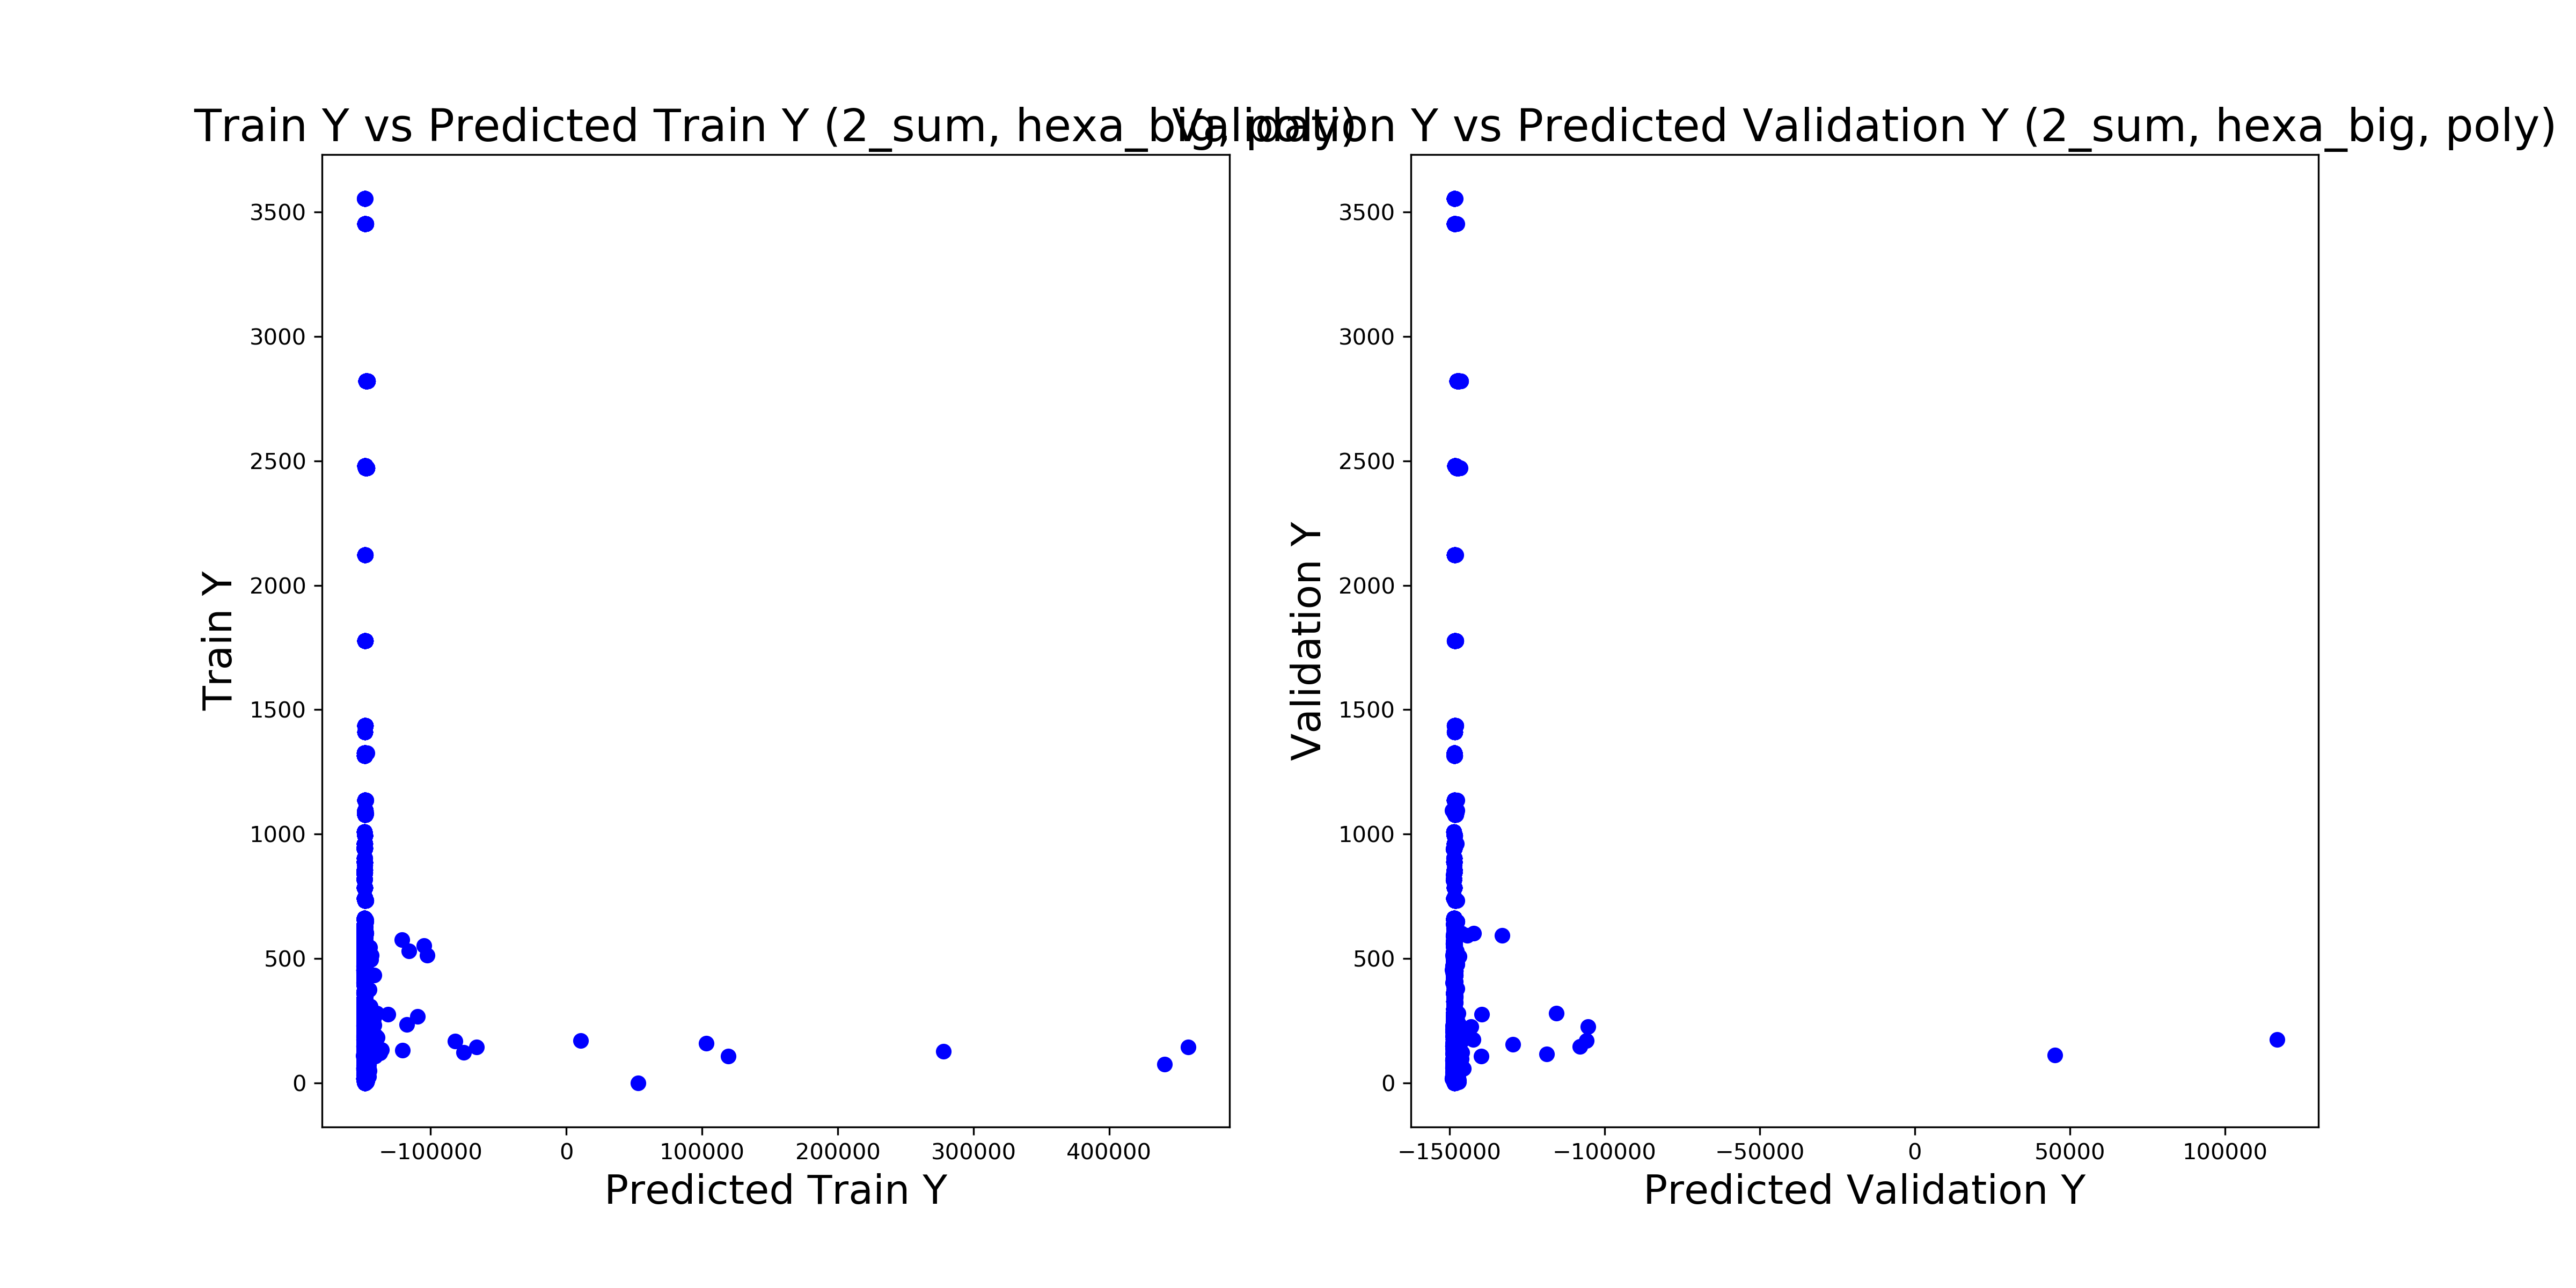 Train Y vs Predicted Train Y (2_sum, hexa_big, poly)
3500
3000
2500
2000
1500
1000
500
0
Train Y
−100000 0 100000 200000 300000 400000
Predicted Train Y
Validation Y vs Predicted Validation Y (2_sum, hexa_big, poly)
3500
3000
2500
2000
1500
1000
500
0
Validation Y
−150000 −100000 −50000 0 50000 100000
Predicted Validation Y